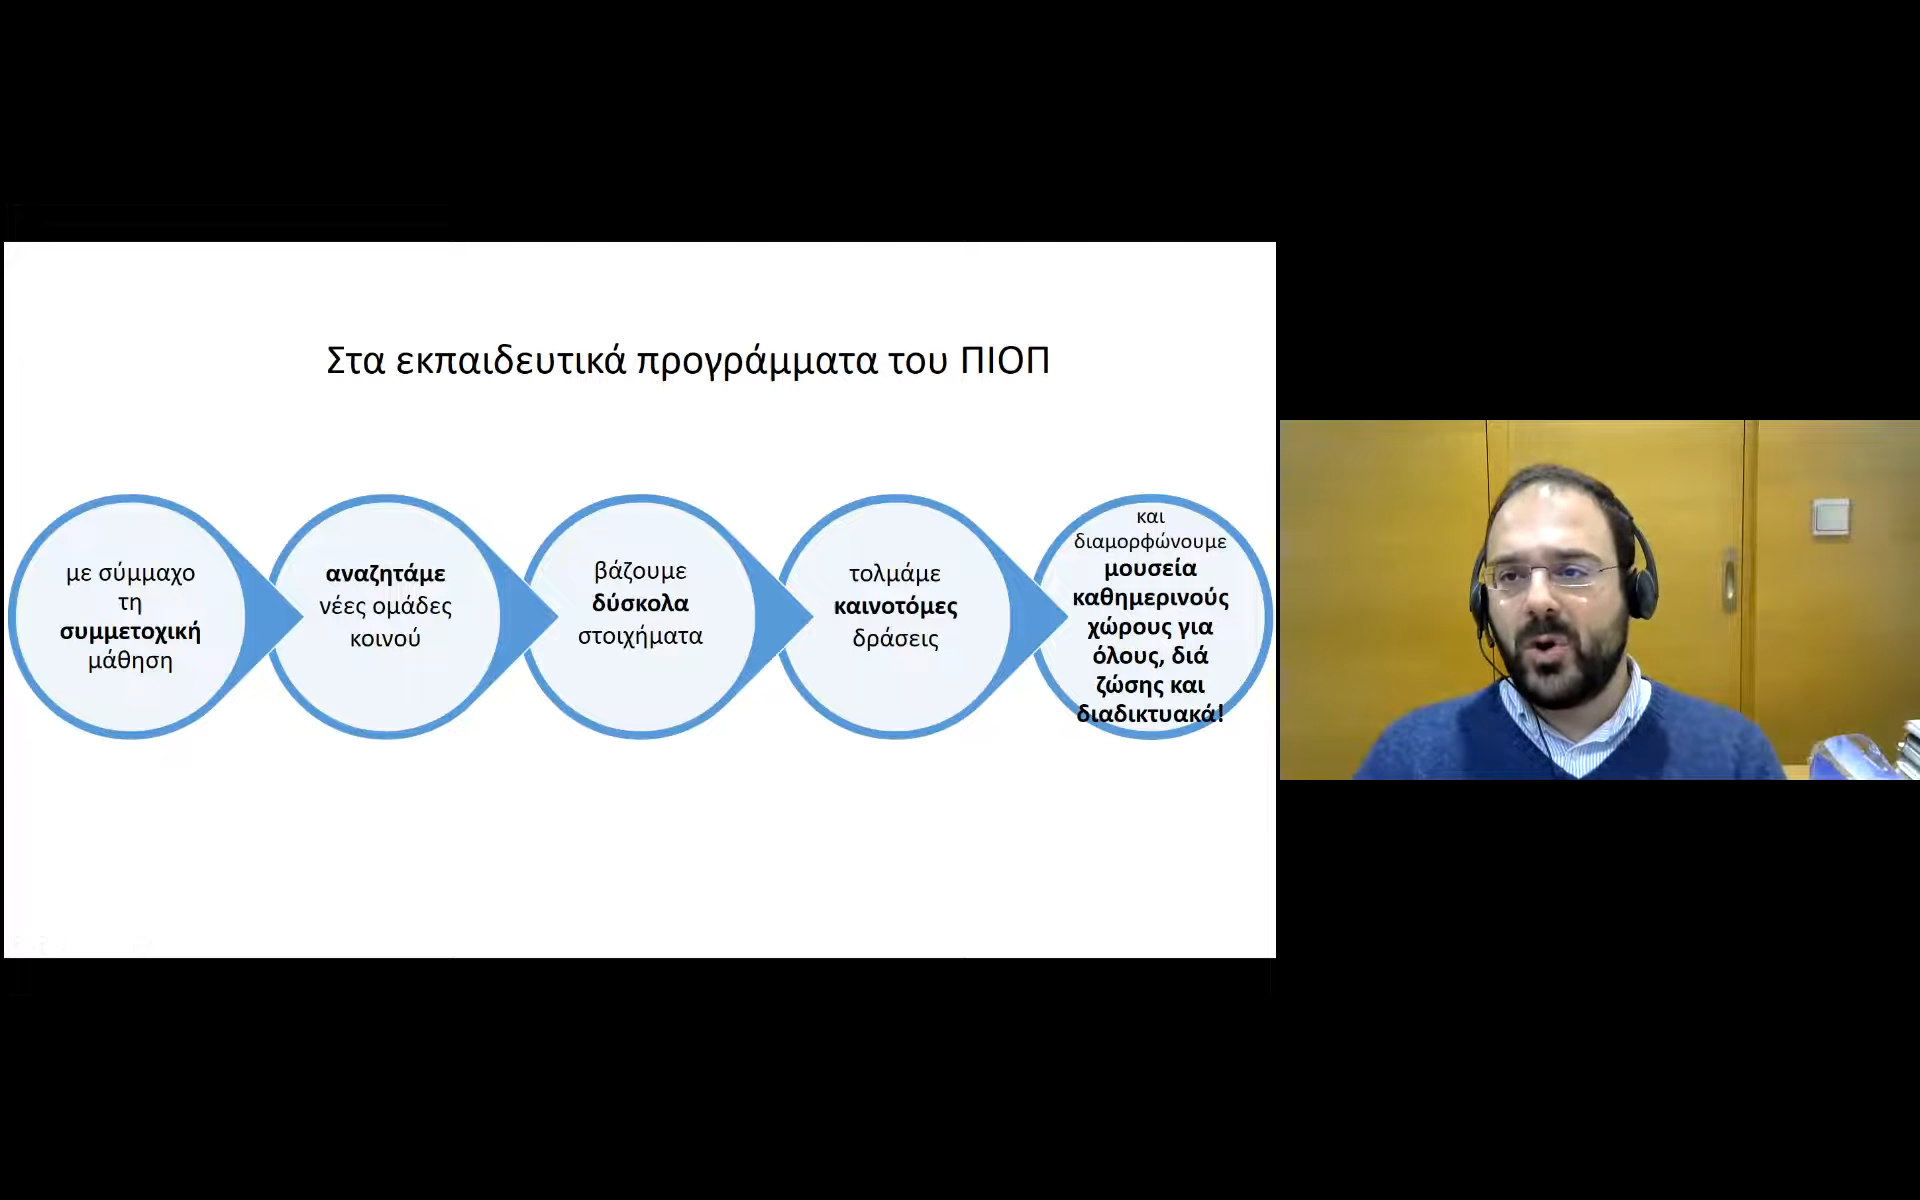 Στα εκπαιδευτικά προγράμματα του ΠΙΟΠ
με σύμμαχο
τη
συμμετοχική
μάθηση
αναζητάμε
νέες ομάδες
κοινού
βάζουμε
δύσκολα
στοιχήματα
τολμάμε
καινοτόμες
δράσεις
και
διαμορφώνουμε
μουσεία
καθημερινούς
χώρους για
όλους, διά
ζώσης και
διαδικτυακά!